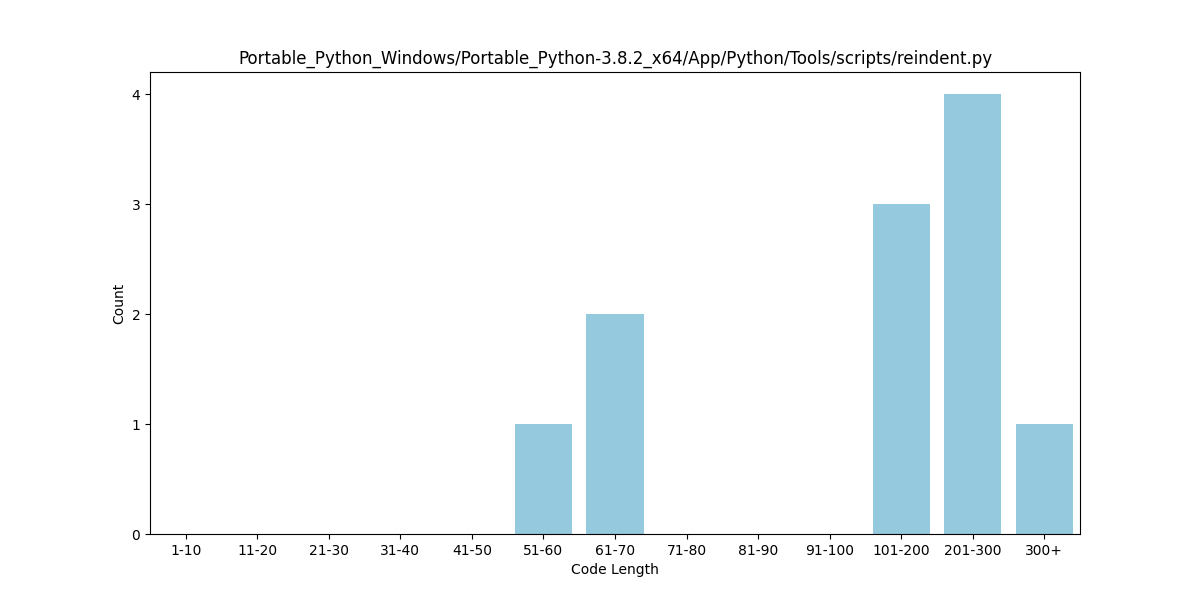 Portable_Python_Windows/Portable_Python-3.8.2_x64/App/Python/Tools/scripts/reindent.py
4
3
2
1
0
Count
1-10 11-20 21-30 31-40 41-50 51-60 61-70 71-80 81-90 91-100 101-200 201-300 300+
Code Length